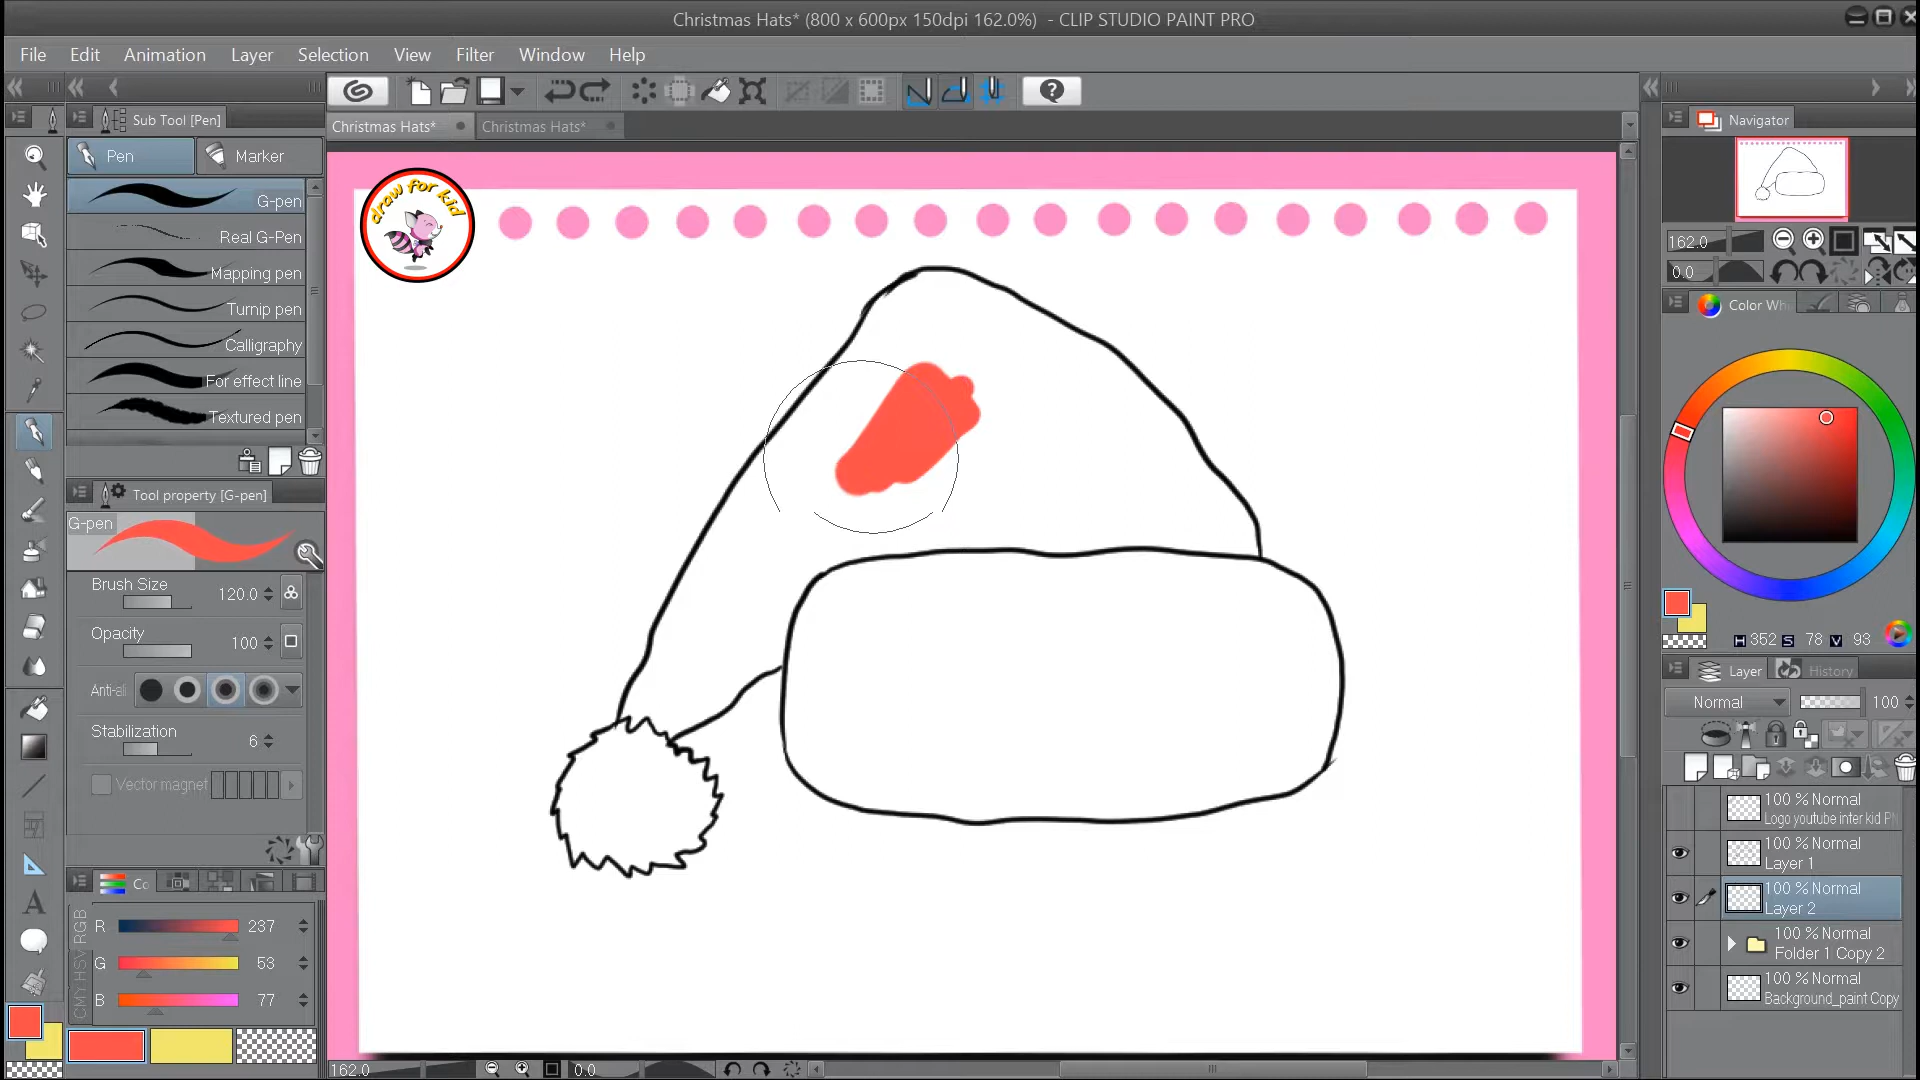 Christmas Hats* (800 x 600px 150dpi 162.0%) - CLIP STUDIO PAINT PRO
File Edit Animation Layer Selection View Filter Window Help
Sub Tool [Pen]
Christmas Hats*
Christmas Hats*
Navigator
Pen
Marker
G-pen
Real G-Pen
Mapping pen
Turnip pen
Calligraphy
For effect line
Textured pen
draw for kid
162.0
0.0
Color Wh
Tool property [G-pen]
G-pen
Brush Size 120.0
Opacity 100
Anti-al
Stabilization 6
Vector magnet
H 352 S 78 V 93
Layer
History
Normal 100
100 % Normal
Logo youtube inter kid P
100 % Normal
Layer 1
100 % Normal
Layer 2
100 % Normal
Folder 1 Copy 2
100 % Normal
Background_paint Copy
Co
RGB
HSV
CMY
R 237
G 53
B 77
A
162.0
0.0